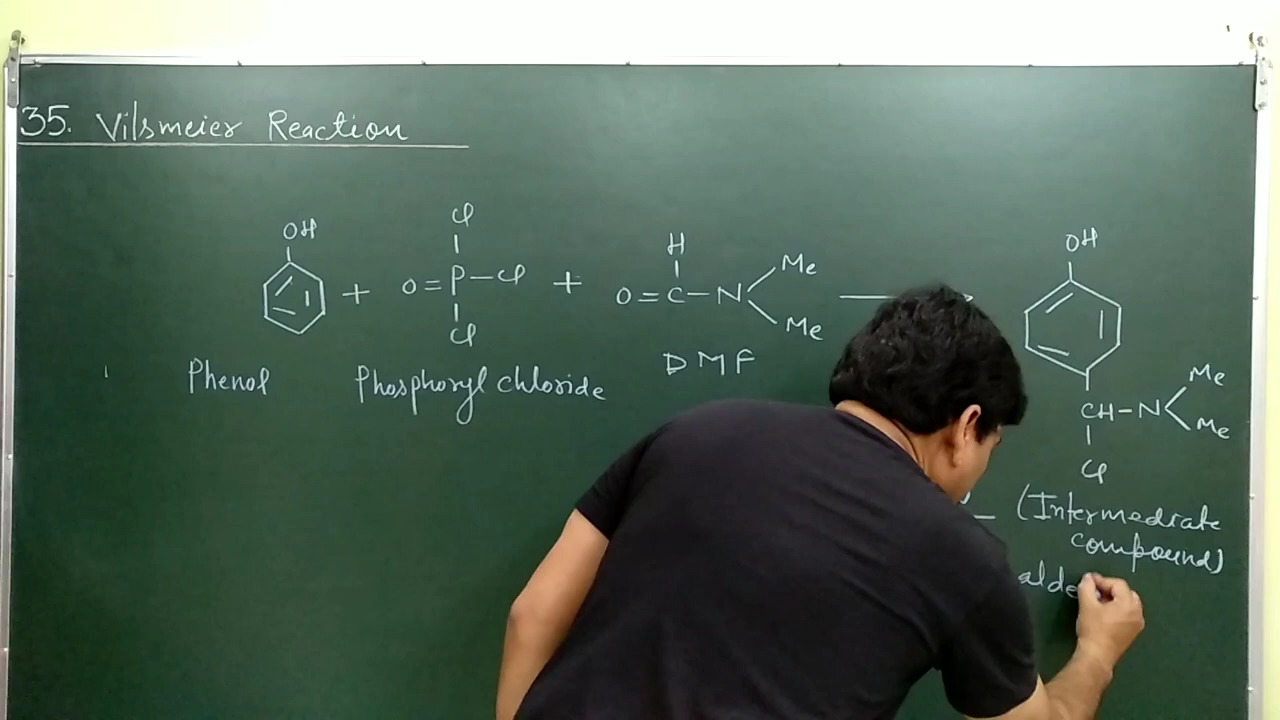 35. Vilsmeier Reaction
OH + O=P-Cl + O=C-N Me
Cl
Cl
H
Me
Phenol
Phosphoryl chloride
DMF
OH
CH-N Me
Me
Cl
(Intermediate
compound)
alde